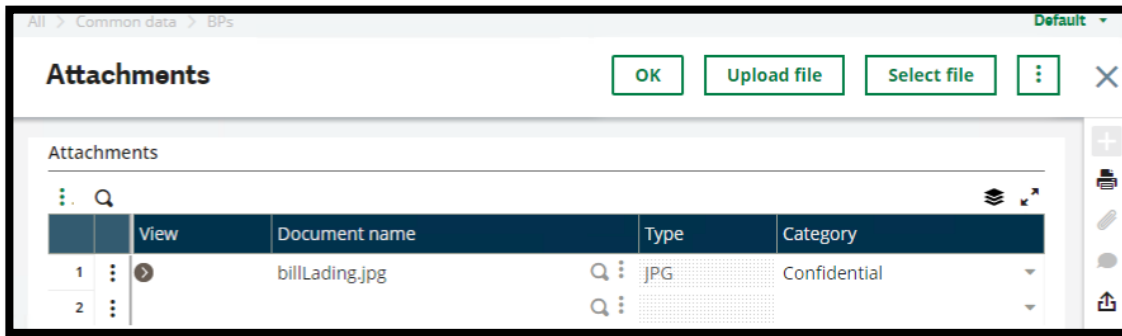 All > Common data > BPs Default
Attachments OK Upload file Select file
Attachments
View Document name Type Category
1 billLading.jpg JPG Confidential
2